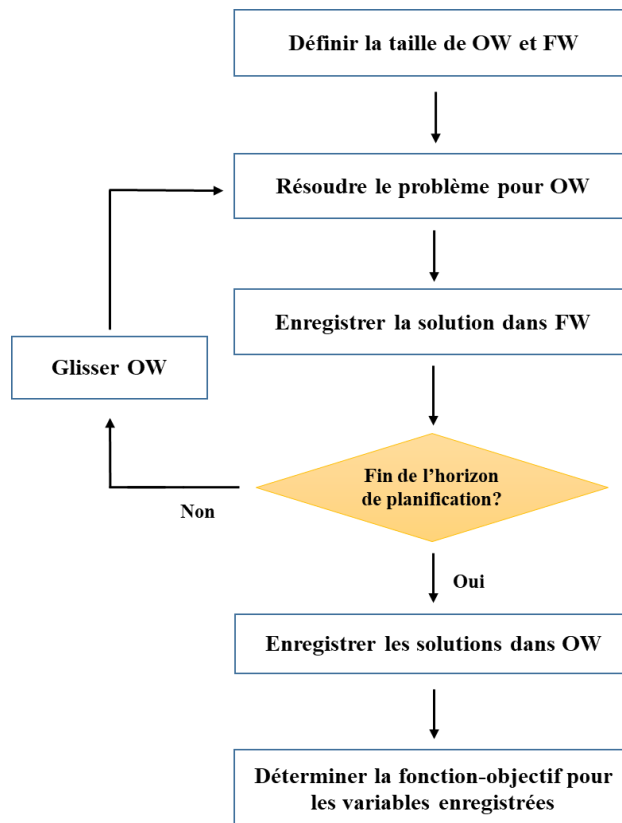 Définir la taille de OW et FW
Résoudre le problème pour OW
Enregistrer la solution dans FW
Glisser OW
Fin de l’horizon
de planification?
Non
Oui
Enregistrer les solutions dans OW
Déterminer la fonction-objectif pour
les variables enregistrées